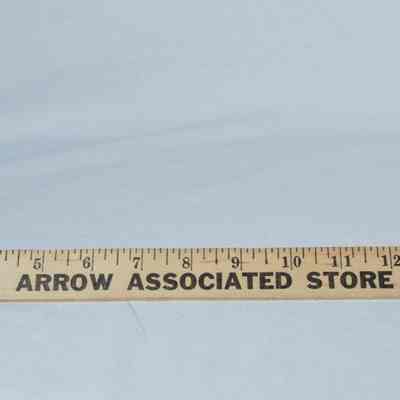 5 6 7 8 9 10 11 12
ARROW ASSOCIATED STORE